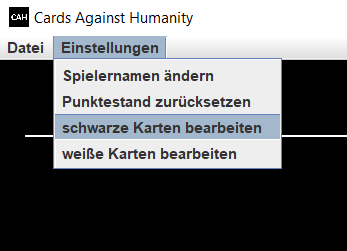 CAH Cards Against Humanity
Datei Einstellungen
Spielernamen ändern
Punktestand zurücksetzen
schwarze Karten bearbeiten
weiße Karten bearbeiten